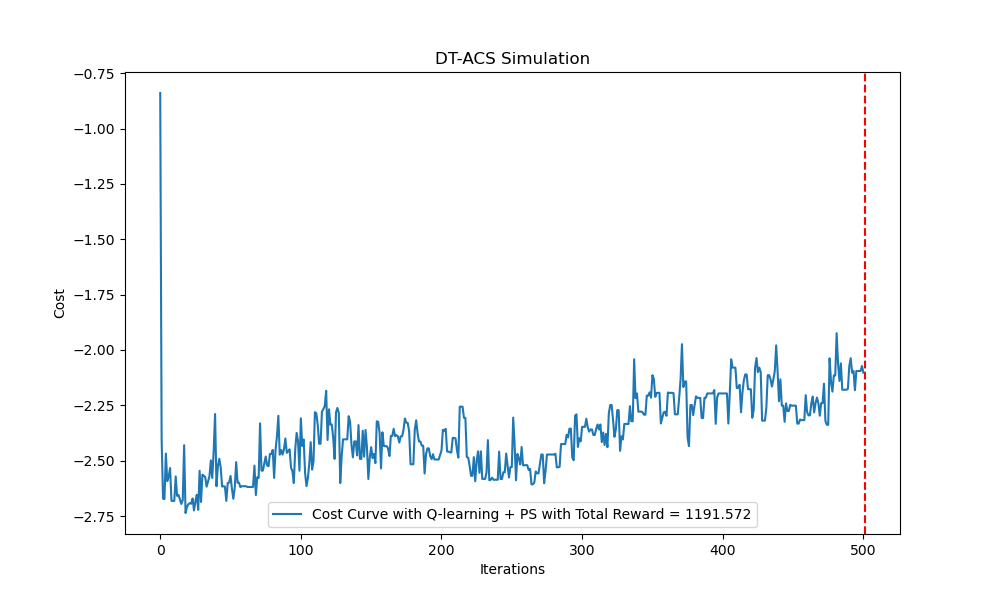 DT-ACS Simulation
−0.75
−1.00
−1.25
−1.50
−1.75
−2.00
−2.25
−2.50
−2.75
Cost
Cost Curve with Q-learning + PS with Total Reward = 1191.572
0 100 200 300 400 500
Iterations